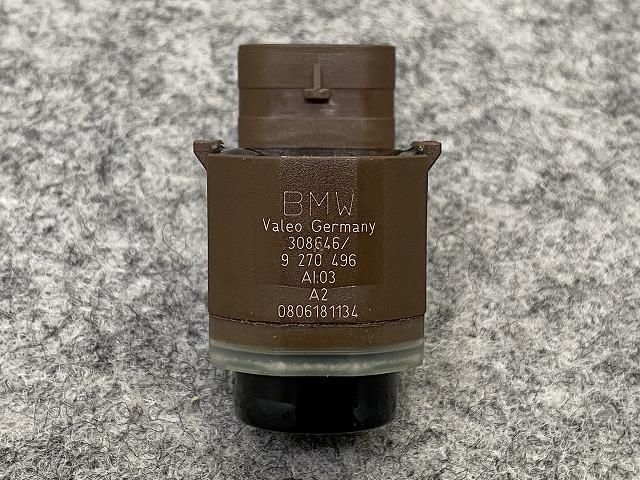 BMW
Valeo Germany
308646/
9 270 496
AI:03
A2
0806181134